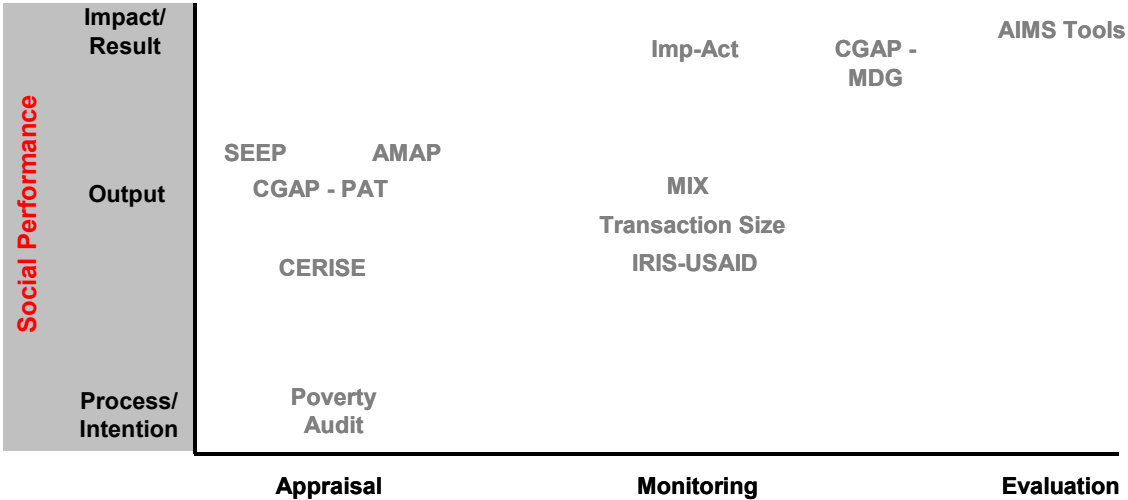 Social Performance
Impact/
Result
Output
Process/
Intention
AIMS Tools
Imp-Act
CGAP -
MDG
SEEP
AMAP
CGAP - PAT
MIX
Transaction Size
CERISE
IRIS-USAID
Poverty
Audit
Appraisal
Monitoring
Evaluation